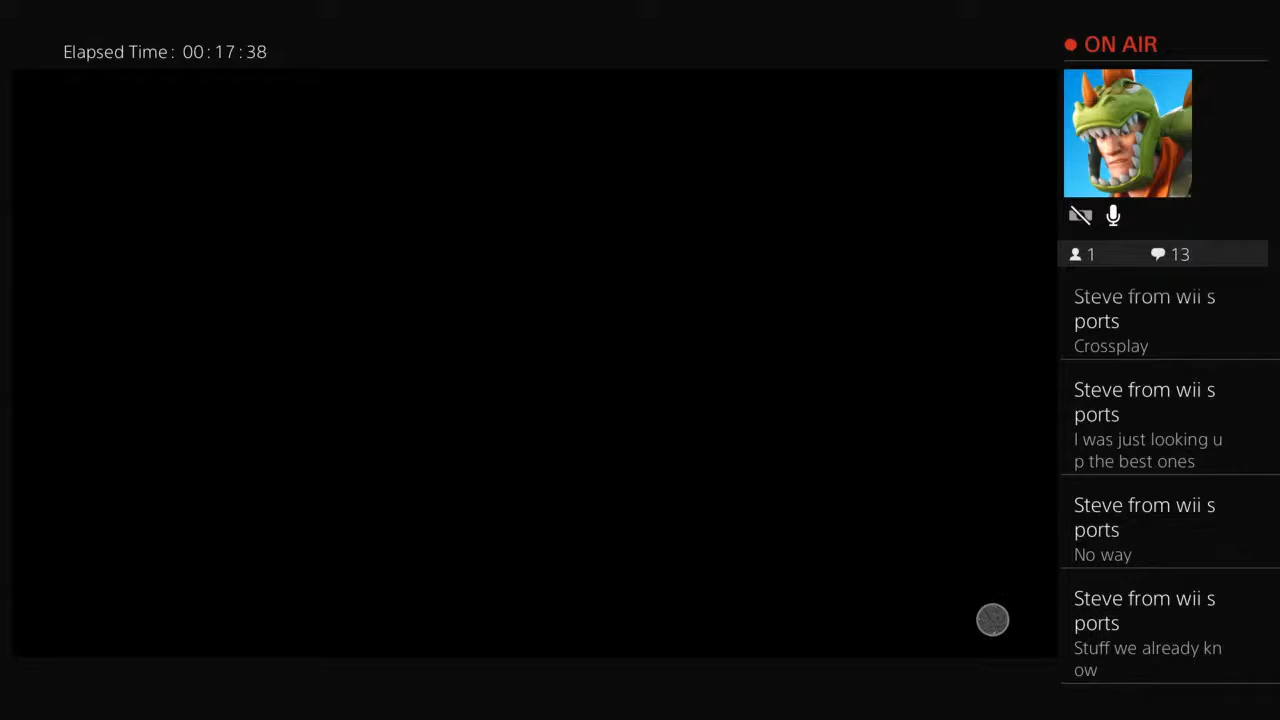 Elapsed Time: 00:17:38
ON AIR
1 13
Steve from wii s
ports
Crossplay
Steve from wii s
ports
I was just looking u
p the best ones
Steve from wii s
ports
No way
Steve from wii s
ports
Stuff we already kn
ow